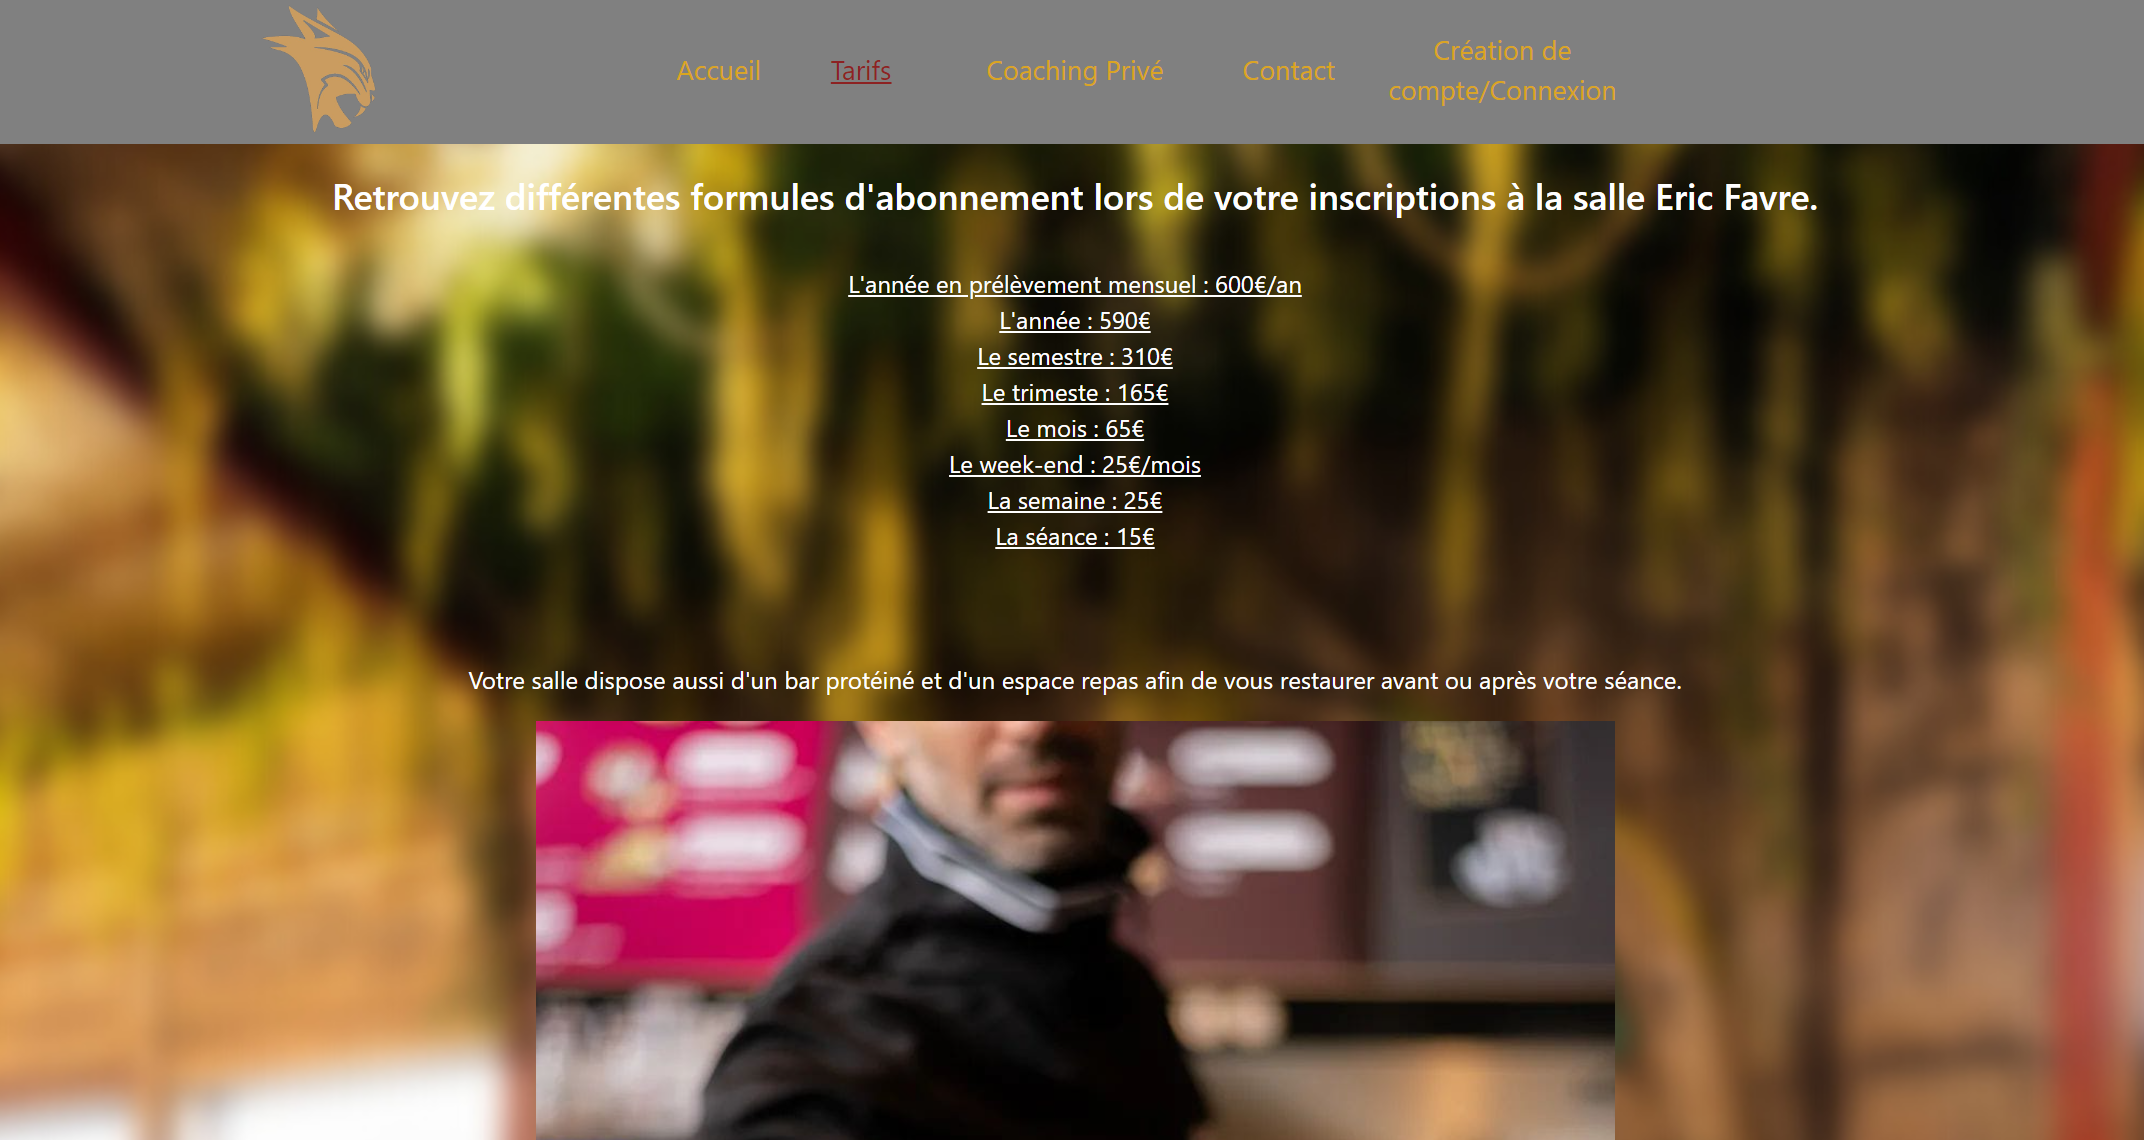 Accueil
Tarifs
Coaching Privé
Contact
Création de
compte/Connexion
Retrouvez différentes formules d'abonnement lors de votre inscriptions à la salle Eric Favre.
L'année en prélèvement mensuel : 600€/an
L'année : 590€
Le semestre : 310€
Le trimeste : 165€
Le mois : 65€
Le week-end : 25€/mois
La semaine : 25€
La séance : 15€
Votre salle dispose aussi d'un bar protéiné et d'un espace repas afin de vous restaurer avant ou après votre séance.